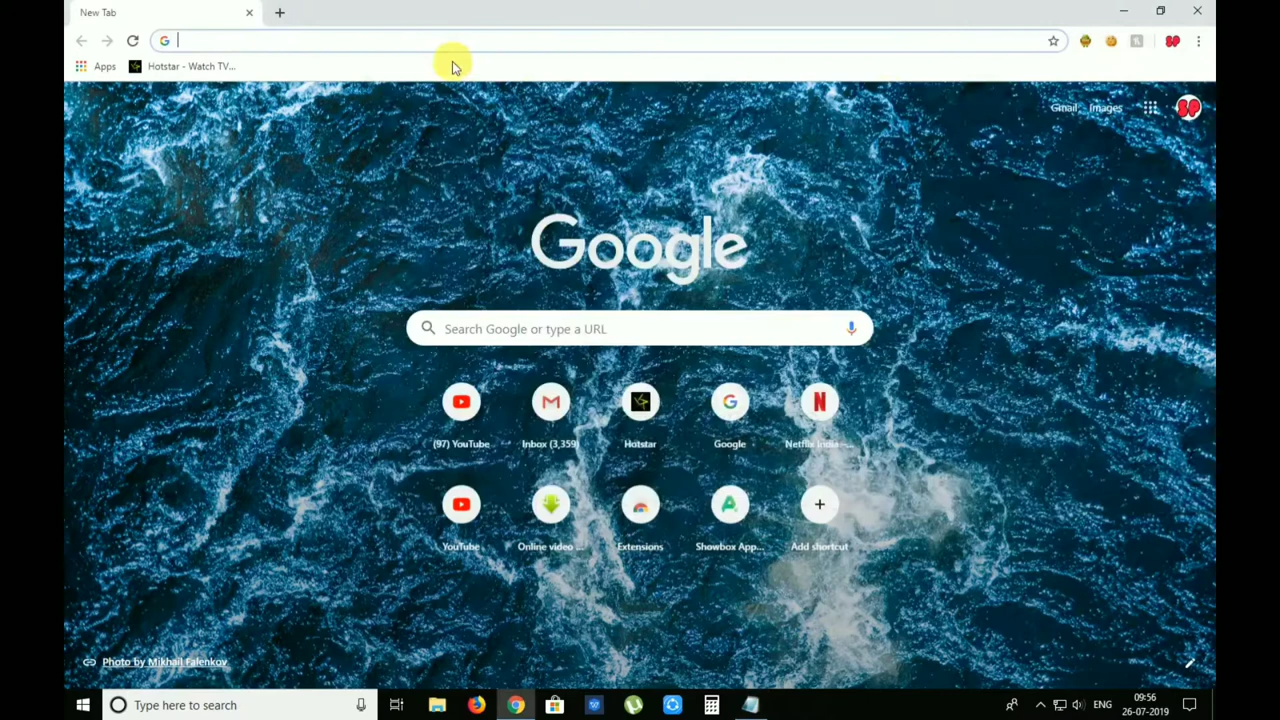 New Tab
Apps
Hotstar - Watch TV...
Gmail
Images
Google
Search Google or type a URL
(97) YouTube
Inbox (3,359)
Hotstar
Google
Netflix India -...
YouTube
Online video ...
Extensions
Showbox App...
Add shortcut
Photo by Mikhail Falenkov
Type here to search
ENG
09:56
26-07-2019